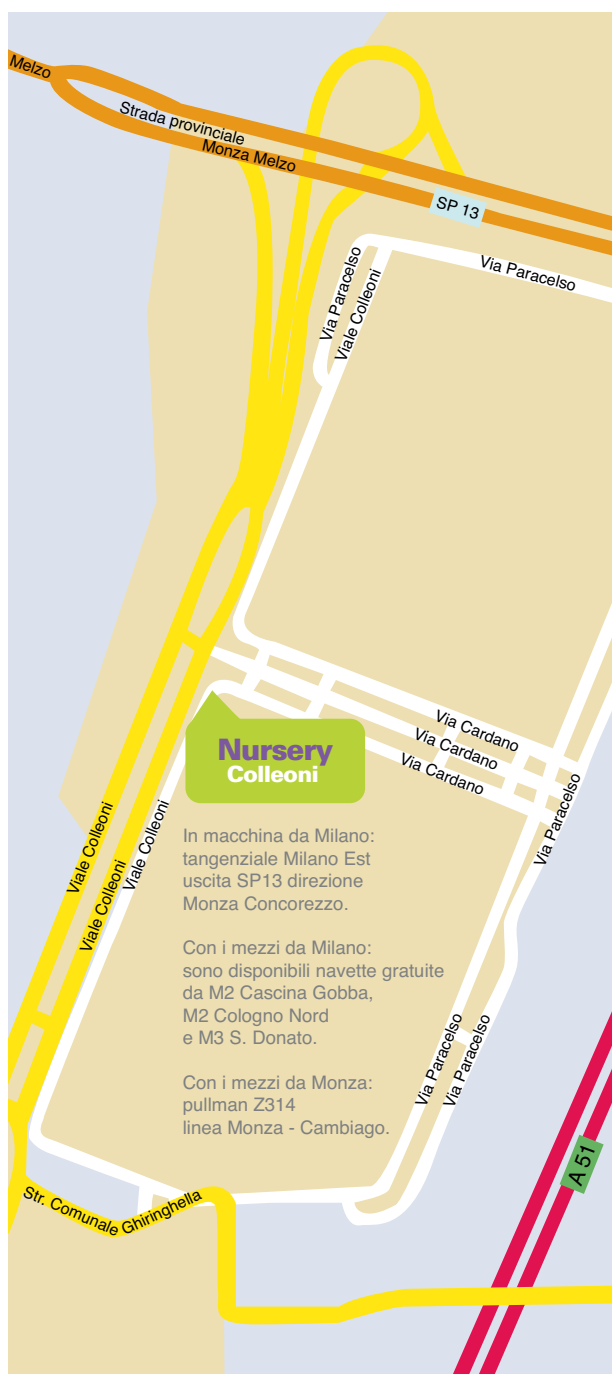 Melzo
Strada provinciale
Monza Melzo
SP 13
Via Paracelso
Via Paracelso
Viale Colleoni
Via Cardano
Via Cardano
Via Cardano
Nursery
Colleoni
Via Paracelso
Viale Colleoni
Viale Colleoni
Viale Colleoni
In macchina da Milano:
tangenziale Milano Est
uscita SP13 direzione
Monza Concorezzo.
Con i mezzi da Milano:
sono disponibili navette gratuite
da M2 Cascina Gobba,
M2 Cologno Nord
e M3 S. Donato.
Con i mezzi da Monza:
pullman Z314
linea Monza - Cambiago.
Via Paracelso
Via Paracelso
A 51
Str. Comunale Ghiringhella